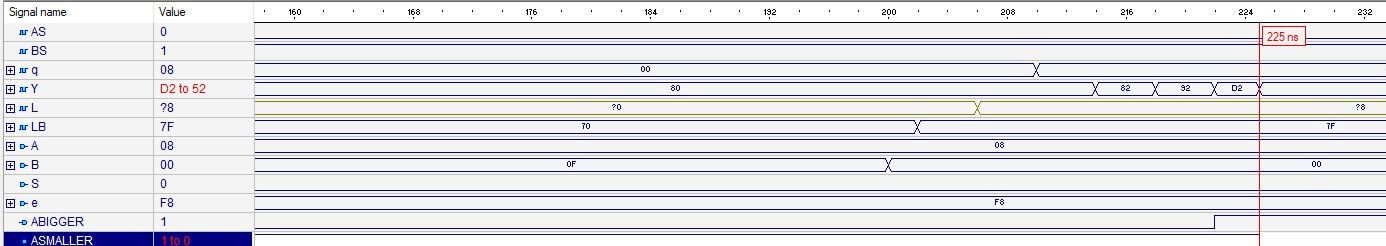 Signal name Value 160 168 176 184 192 200 208 216 224 232
AS 0 225 ns
BS 1
q 08 00
Y D2 to 52 80 82 92 D2
L ?8 ?0 ?8
LB 7F 70 7F
A 08 08
B 00 0F 00
S 0
e F8 F8
ABIGGER 1
ASMALLER 1 to 0